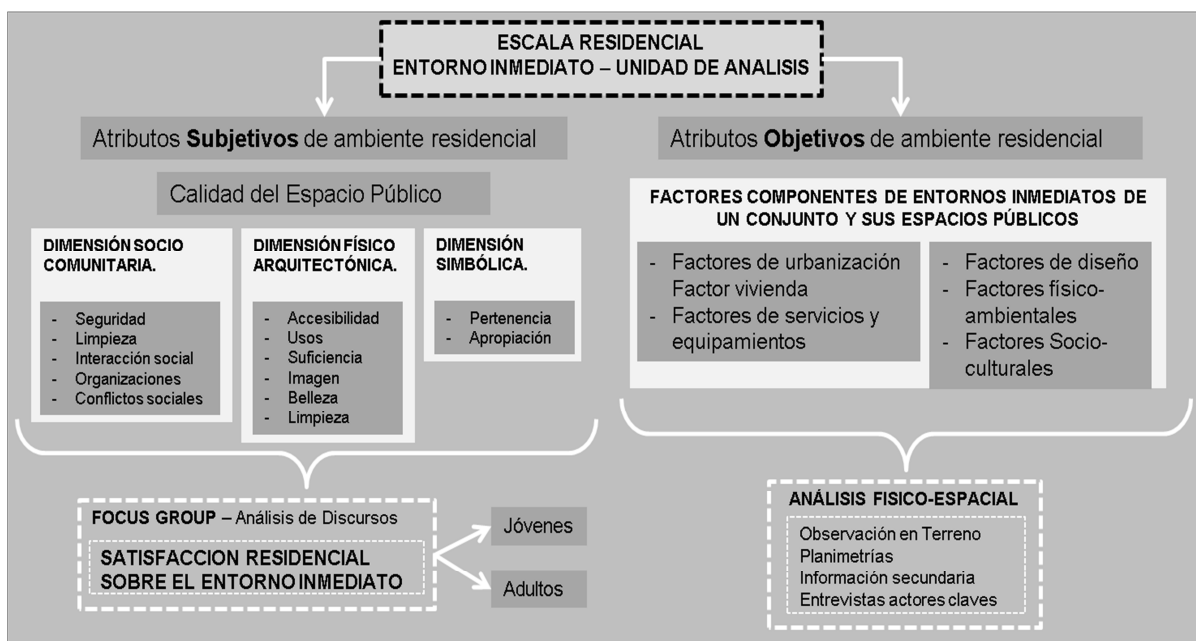 ESCALA RESIDENCIAL
ENTORNO INMEDIATO – UNIDAD DE ANALISIS
Atributos Subjetivos de ambiente residencial
Calidad del Espacio Público
DIMENSIÓN SOCIO
COMUNITARIA.
- Seguridad
- Limpieza
- Interacción social
- Organizaciones
- Conflictos sociales
DIMENSIÓN FÍSICO
ARQUITECTÓNICA.
- Accesibilidad
- Usos
- Suficiencia
- Imagen
- Belleza
- Limpieza
DIMENSIÓN
SIMBÓLICA.
- Pertenencia
- Apropiación
FOCUS GROUP – Análisis de Discursos
SATISFACCION RESIDENCIAL
SOBRE EL ENTORNO INMEDIATO
Jóvenes
Adultos
Atributos Objetivos de ambiente residencial
FACTORES COMPONENTES DE ENTORNOS INMEDIATOS DE
UN CONJUNTO Y SUS ESPACIOS PÚBLICOS
- Factores de urbanización
Factor vivienda
- Factores de servicios y
equipamientos
- Factores de diseño
- Factores físico-
ambientales
- Factores Socio-
culturales
ANÁLISIS FISICO-ESPACIAL
Observación en Terreno
Planimetrías
Información secundaria
Entrevistas actores claves